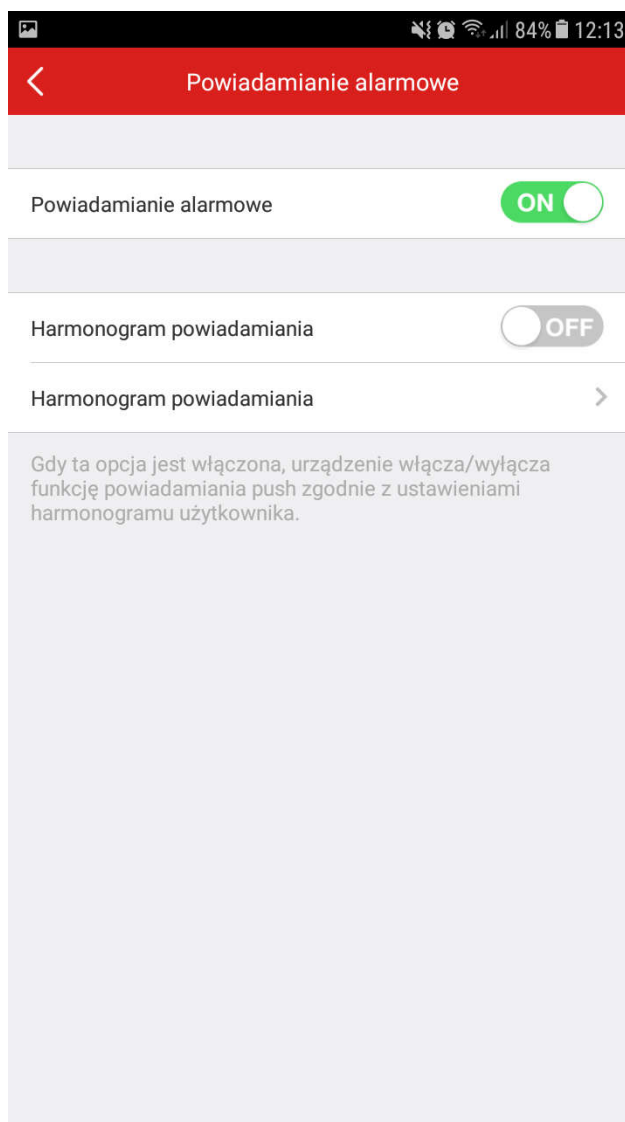 84% 12:13
Powiadamianie alarmowe
Powiadamianie alarmowe ON
Harmonogram powiadamiania OFF
Harmonogram powiadamiania
Gdy ta opcja jest włączona, urządzenie włącza/wyłącza
funkcję powiadamiania push zgodnie z ustawieniami
harmonogramu użytkownika.